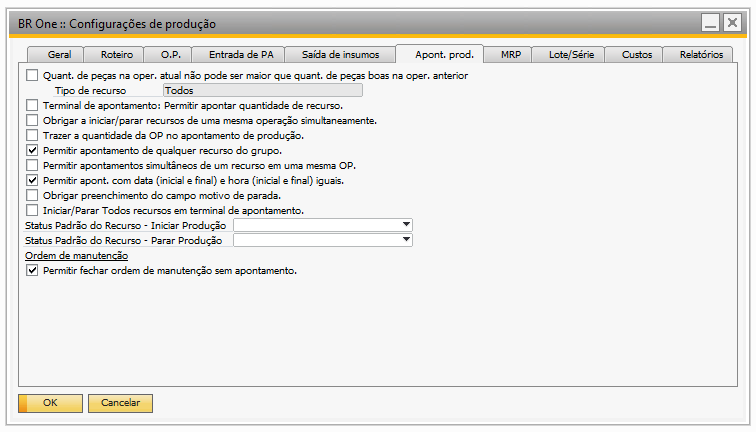 BR One :: Configurações de produção
Geral Roteiro O.P. Entrada de PA Saída de insumos Apont. prod. MRP Lote/Série Custos Relatórios
Quant. de peças na oper. atual não pode ser maior que quant. de peças boas na oper. anterior
Tipo de recurso Todos
Terminal de apontamento: Permitir apontar quantidade de recurso.
Obrigar a iniciar/parar recursos de uma mesma operação simultaneamente.
Trazer a quantidade da OP no apontamento de produção.
Permitir apontamento de qualquer recurso do grupo.
Permitir apontamentos simultâneos de um recurso em uma mesma OP.
Permitir apont. com data (inicial e final) e hora (inicial e final) iguais.
Obrigar preenchimento do campo motivo de parada.
Iniciar/Parar Todos recursos em terminal de apontamento.
Status Padrão do Recurso - Iniciar Produção
Status Padrão do Recurso - Parar Produção
Ordem de manutenção
Permitir fechar ordem de manutenção sem apontamento.
OK Cancelar